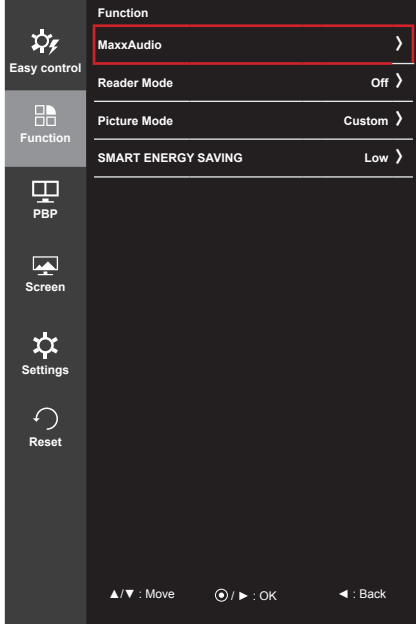 Easy control
Function
PBP
Screen
Settings
Reset
Function
MaxxAudio ❭
Reader Mode Off ❭
Picture Mode Custom ❭
SMART ENERGY SAVING Low ❭
▲/▼ : Move ◉ / ► : OK ◄ : Back